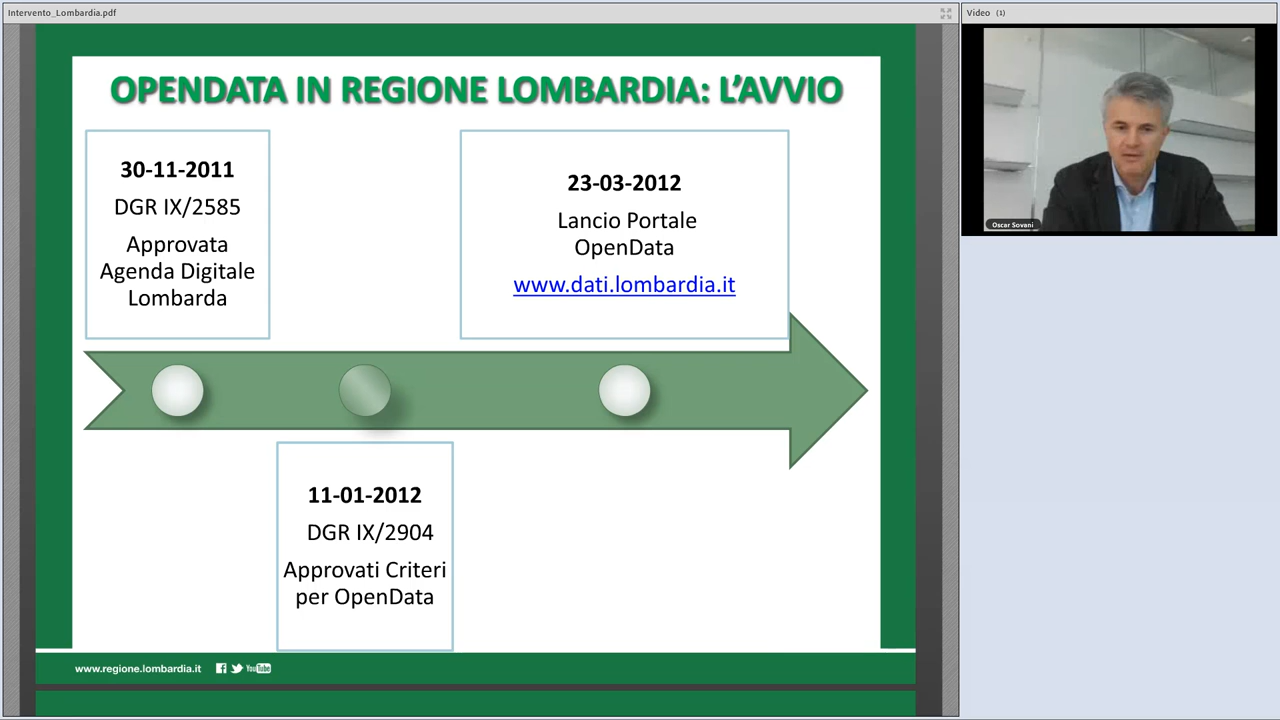 Intervento_Lombardia.pdf
Video (1)
OPENDATA IN REGIONE LOMBARDIA: L'AVVIO
30-11-2011
DGR IX/2585
Approvata
Agenda Digitale
Lombarda
23-03-2012
Lancio Portale
OpenData
www.dati.lombardia.it
11-01-2012
DGR IX/2904
Approvati Criteri
per OpenData
www.regione.lombardia.it
YouTube
Oscar Sovani